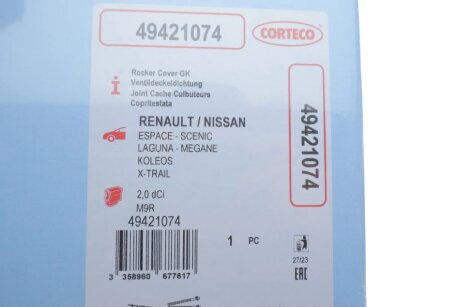 49421074
CORTECO
Rocker Cover GK
Ventildeckeldichtung
Joint Cache Culbuteurs
Copritestata
RENAULT / NISSAN
ESPACE - SCENIC
LAGUNA - MEGANE
KOLEOS
X-TRAIL
2,0 dCi
M9R
49421074
1 PC
27/23
EAC
3 358960 677617
49421074